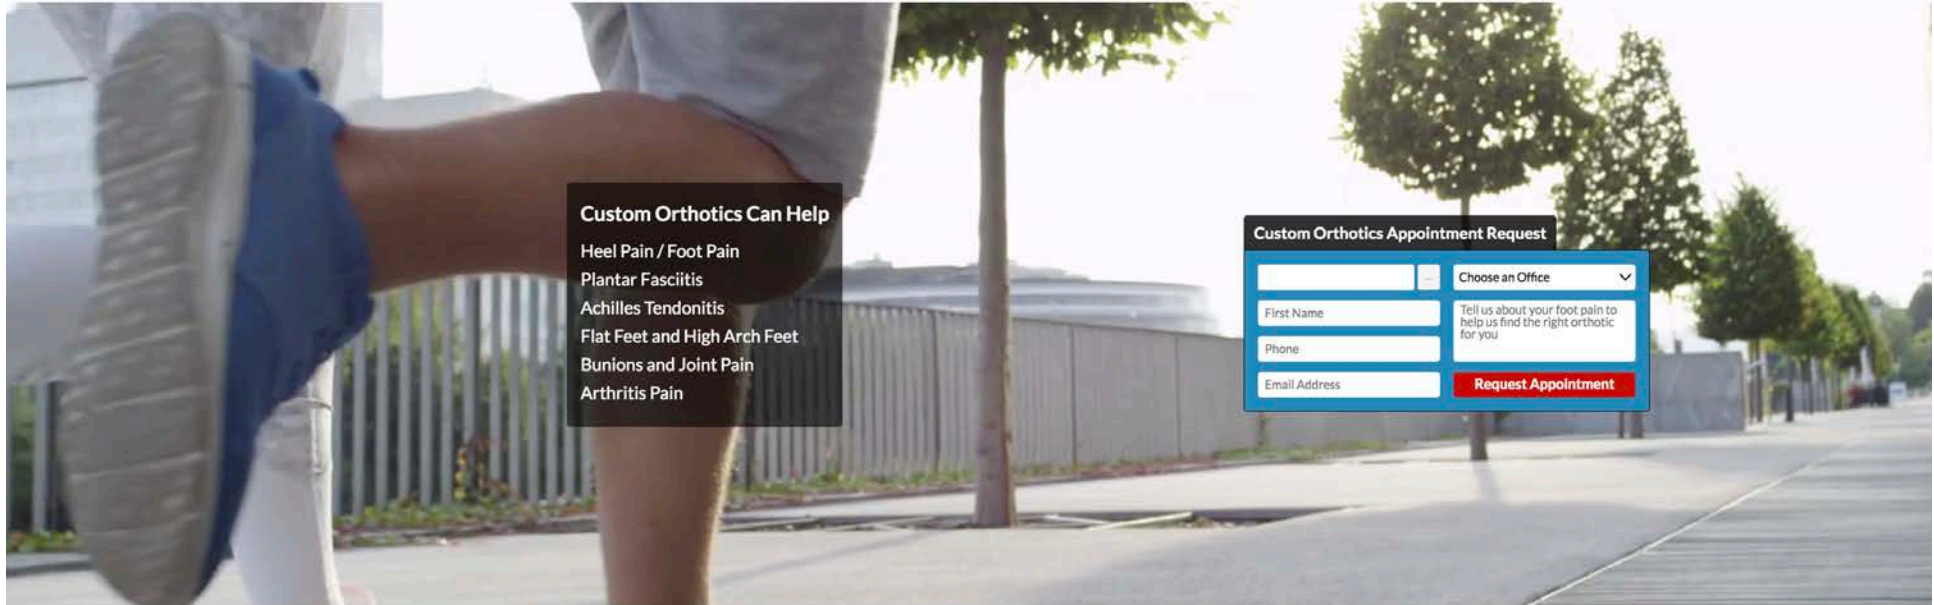 Custom Orthotics Can Help
Heel Pain / Foot Pain
Plantar Fasciitis
Achilles Tendonitis
Flat Feet and High Arch Feet
Bunions and Joint Pain
Arthritis Pain
Custom Orthotics Appointment Request
Choose an Office
First Name
Tell us about your foot pain to
help us find the right orthotic
for you
Phone
Email Address
Request Appointment